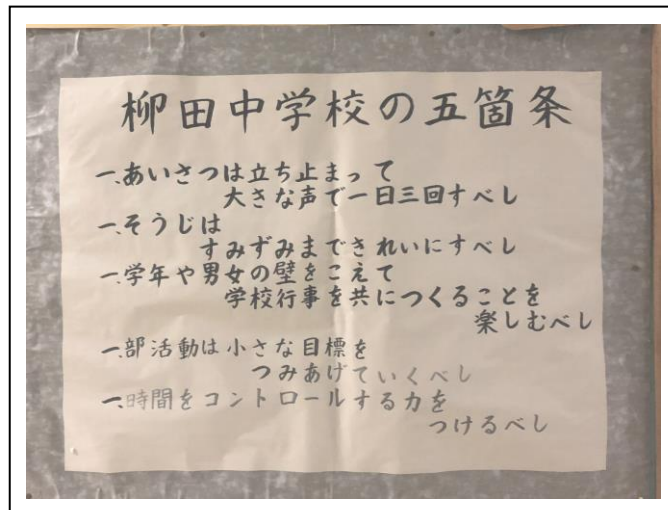 柳田中学校の五箇条
一、あいさつは立ち止まって
大きな声で一日三回すべし
一、そうじは
すみずみまできれいにすべし
一、学年や男女の壁をこえて
学校行事を共につくることを
楽しむべし
一、部活動は小さな目標を
つみあげていくべし
一、時間をコントロールする力を
つけるべし